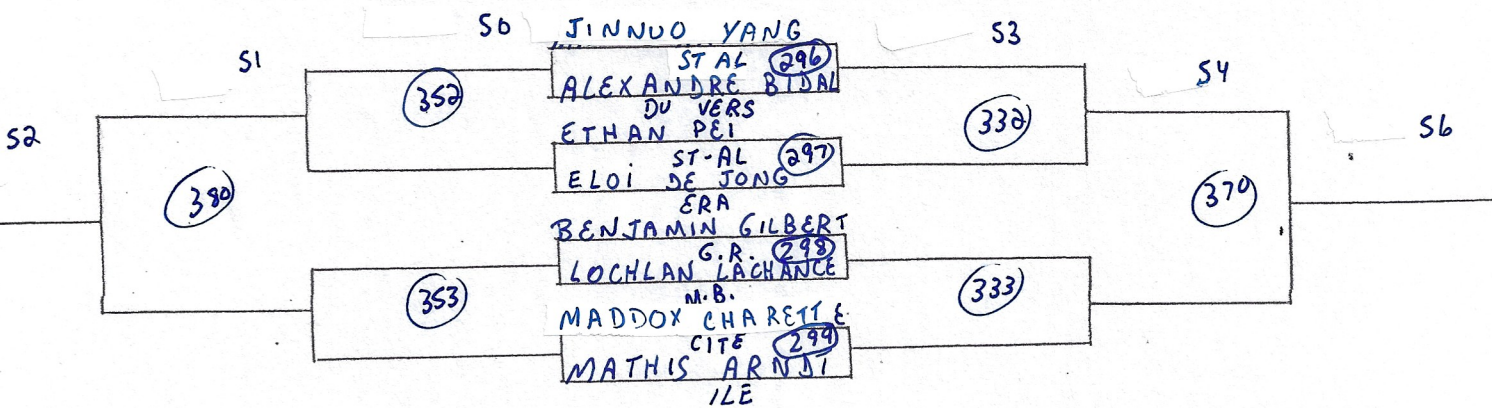 S0 JINNUO YANG S3
S1 ST AL 296 S4
352 ALEXANDRE BIDAL 332
DU VERS
S2 ETHAN PEI S6
ST-AL 297
380 ELOI DE JONG 370
ERA
BENJAMIN GILBERT
G.R. 298
353 LOCHLAN LACHANCE 333
M.B.
MADDOX CHARETTE
CITE 299
MATHIS ARNDT
ILE